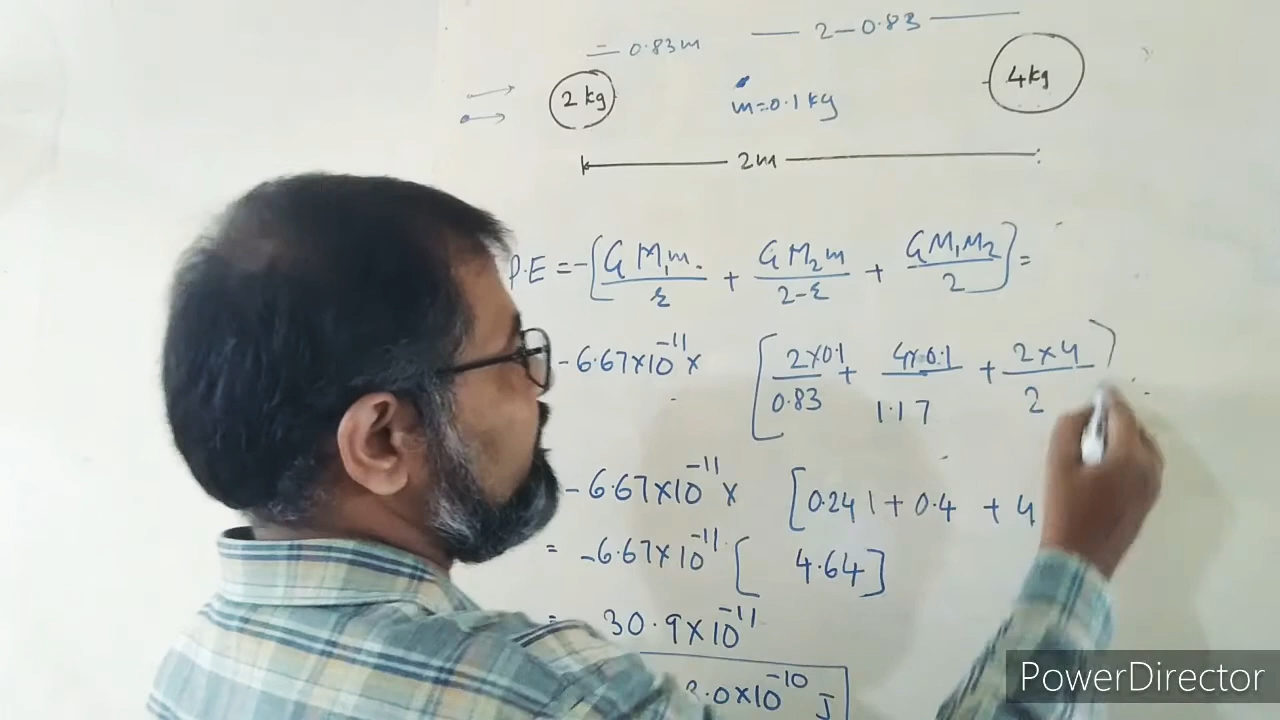 = 0.83m — 2-0.83 —
2 kg m=0.1 kg 4kg
2m
P.E = -[G M₁m/r + G M₂m/2-r + G M₁M₂/2] =
-6.67×10⁻¹¹× [2×0.1/0.83 + 4×0.1/1.17 + 2×4/2]
-6.67×10⁻¹¹× [0.241+0.4 + 4
= -6.67×10⁻¹¹ [ 4.64]
= 30.9×10⁻¹¹
3.0×10⁻¹⁰ J
PowerDirector